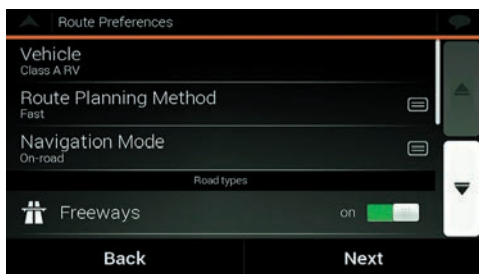 Route Preferences
Vehicle
Class A RV
Route Planning Method
Fast
Navigation Mode
On-road
Road types
Freeways on
Back Next